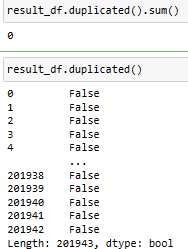 result_df.duplicated().sum()
0
result_df.duplicated()
0 False
1 False
2 False
3 False
4 False
...
201938 False
201939 False
201940 False
201941 False
201942 False
Length: 201943, dtype: bool